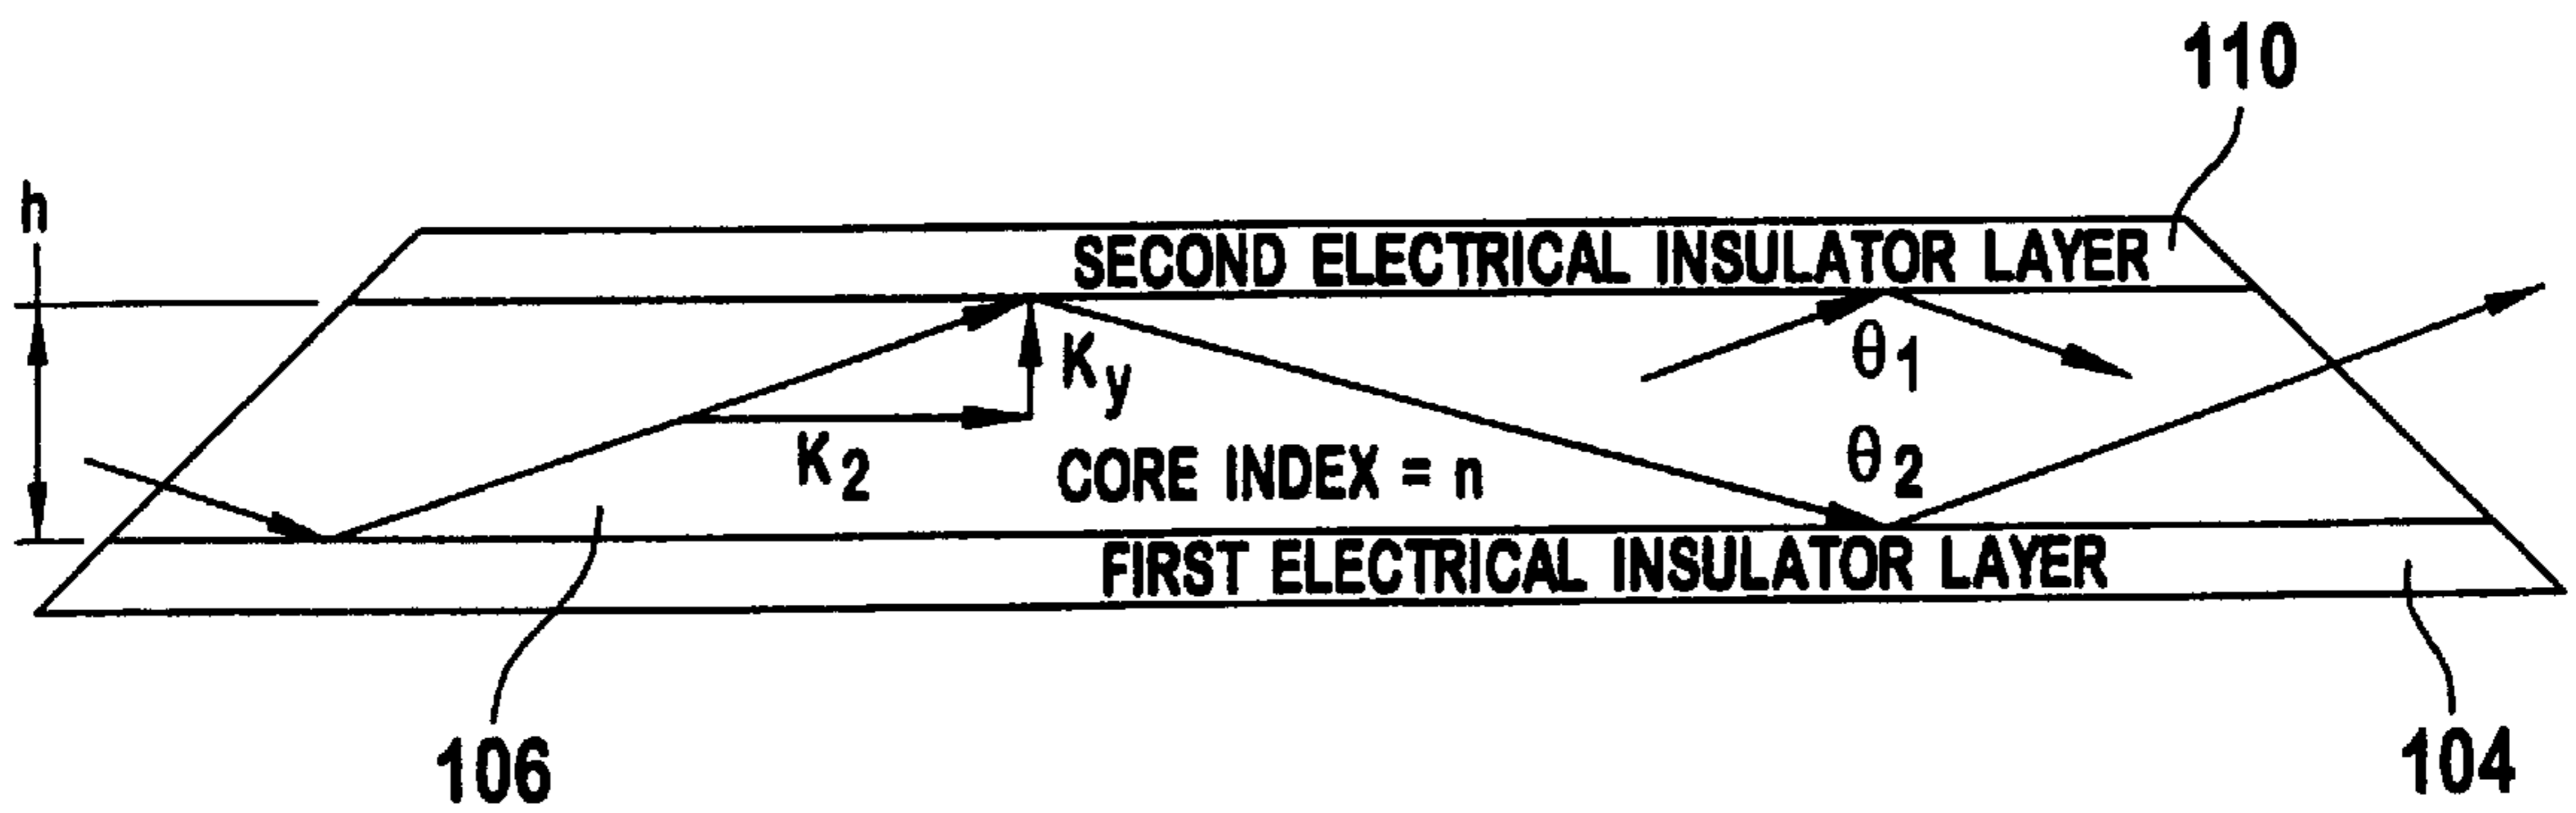 110
h
SECOND ELECTRICAL INSULATOR LAYER
Ky
θ1
K2
θ2
CORE INDEX = n
FIRST ELECTRICAL INSULATOR LAYER
106
104